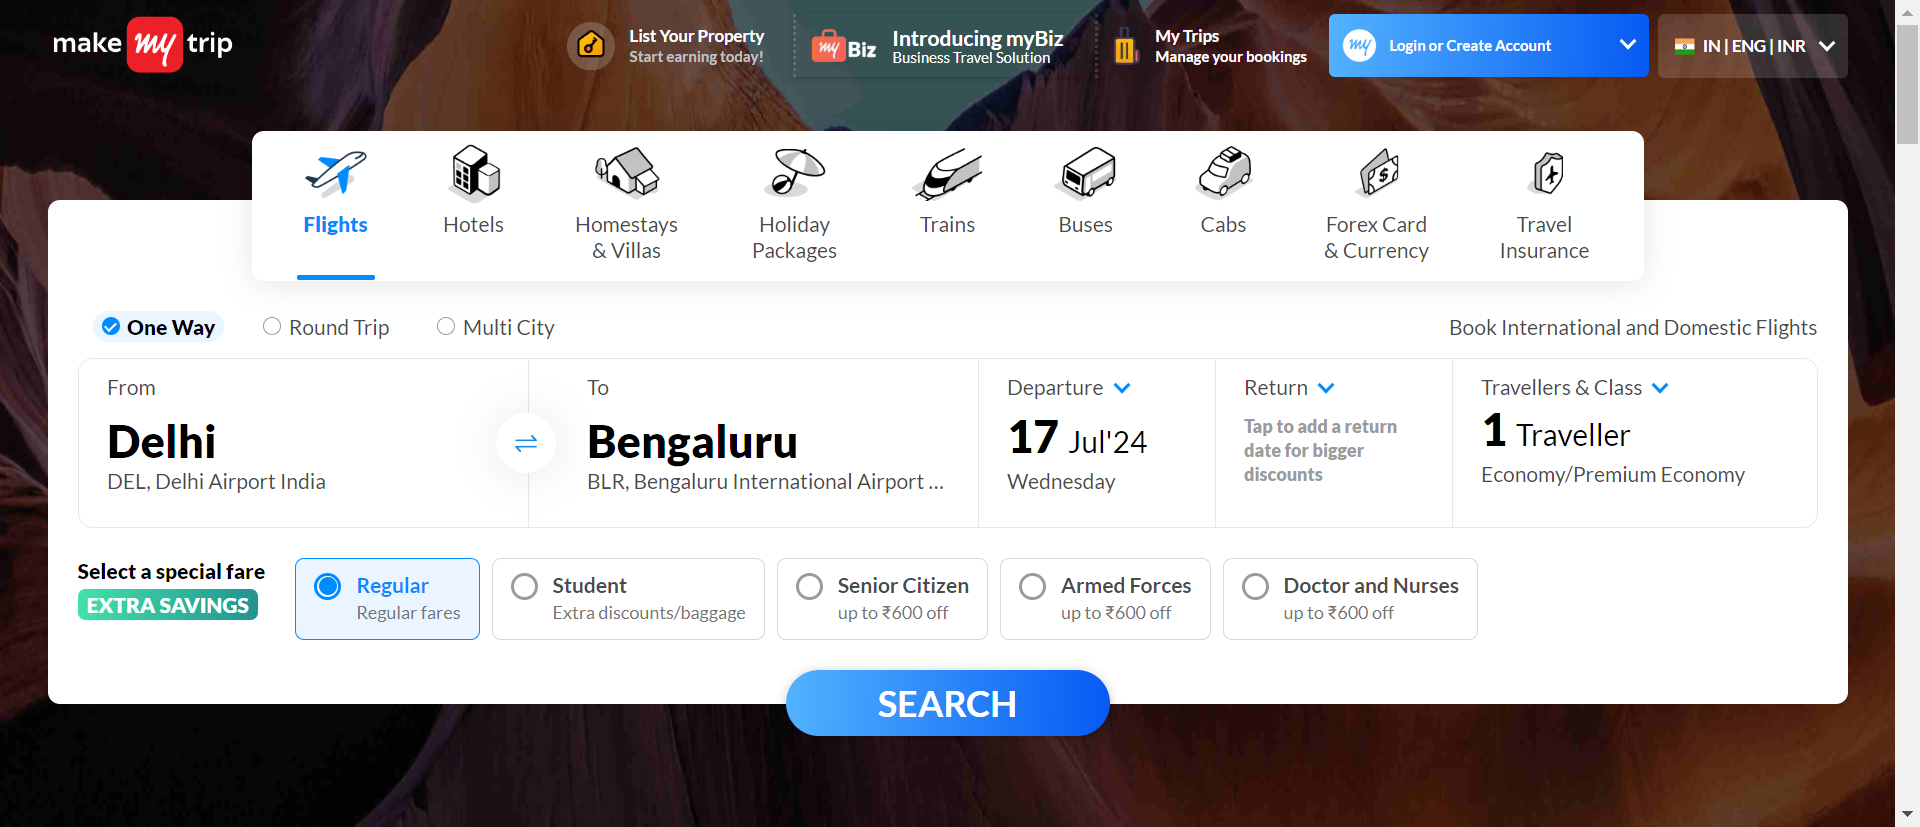 make my trip
List Your Property
Start earning today!
my Biz
Introducing myBiz
Business Travel Solution
My Trips
Manage your bookings
my
Login or Create Account
IN | ENG | INR
Flights
Hotels
Homestays
& Villas
Holiday
Packages
Trains
Buses
Cabs
Forex Card
& Currency
Travel
Insurance
One Way
Round Trip
Multi City
Book International and Domestic Flights
From
Delhi
DEL, Delhi Airport India
To
Bengaluru
BLR, Bengaluru International Airport ...
Departure
17 Jul'24
Wednesday
Return
Tap to add a return
date for bigger
discounts
Travellers & Class
1 Traveller
Economy/Premium Economy
Select a special fare
EXTRA SAVINGS
Regular
Regular fares
Student
Extra discounts/baggage
Senior Citizen
up to ₹600 off
Armed Forces
up to ₹600 off
Doctor and Nurses
up to ₹600 off
SEARCH